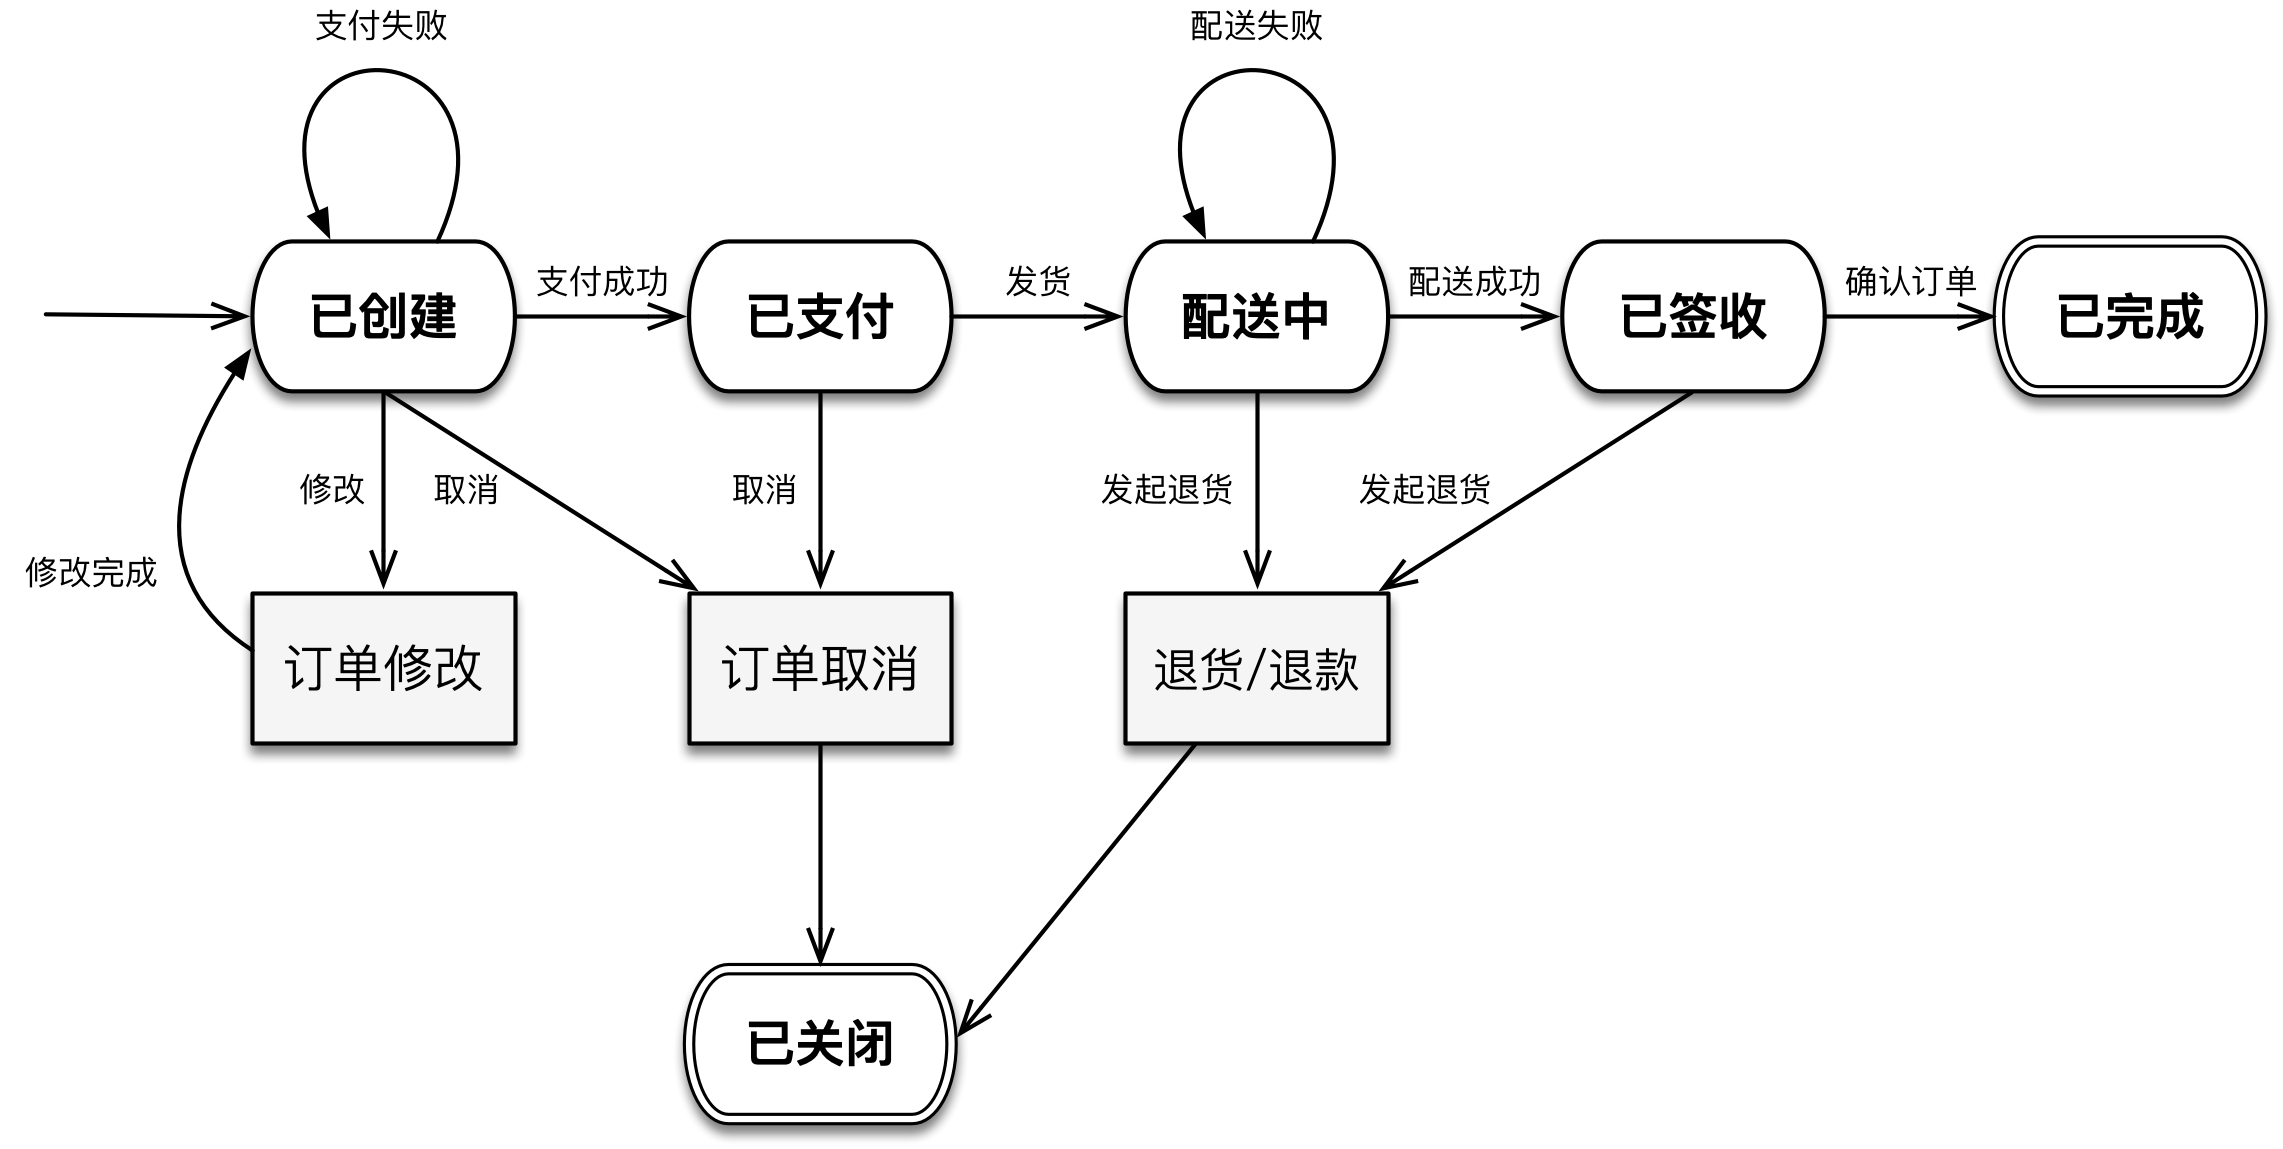 支付失败
配送失败
支付成功
发货
配送成功
确认订单
已创建
已支付
配送中
已签收
已完成
修改
取消
取消
发起退货
发起退货
修改完成
订单修改
订单取消
退货/退款
已关闭